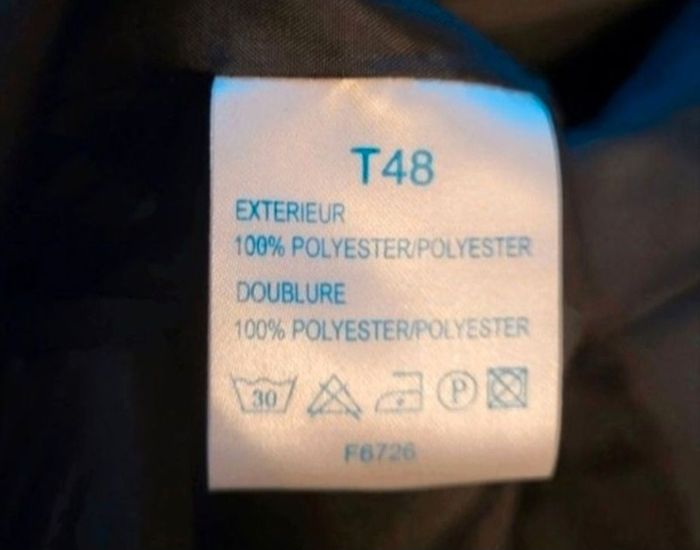 T48
EXTERIEUR
100% POLYESTER/POLYESTER
DOUBLURE
100% POLYESTER/POLYESTER
30 P
F6726